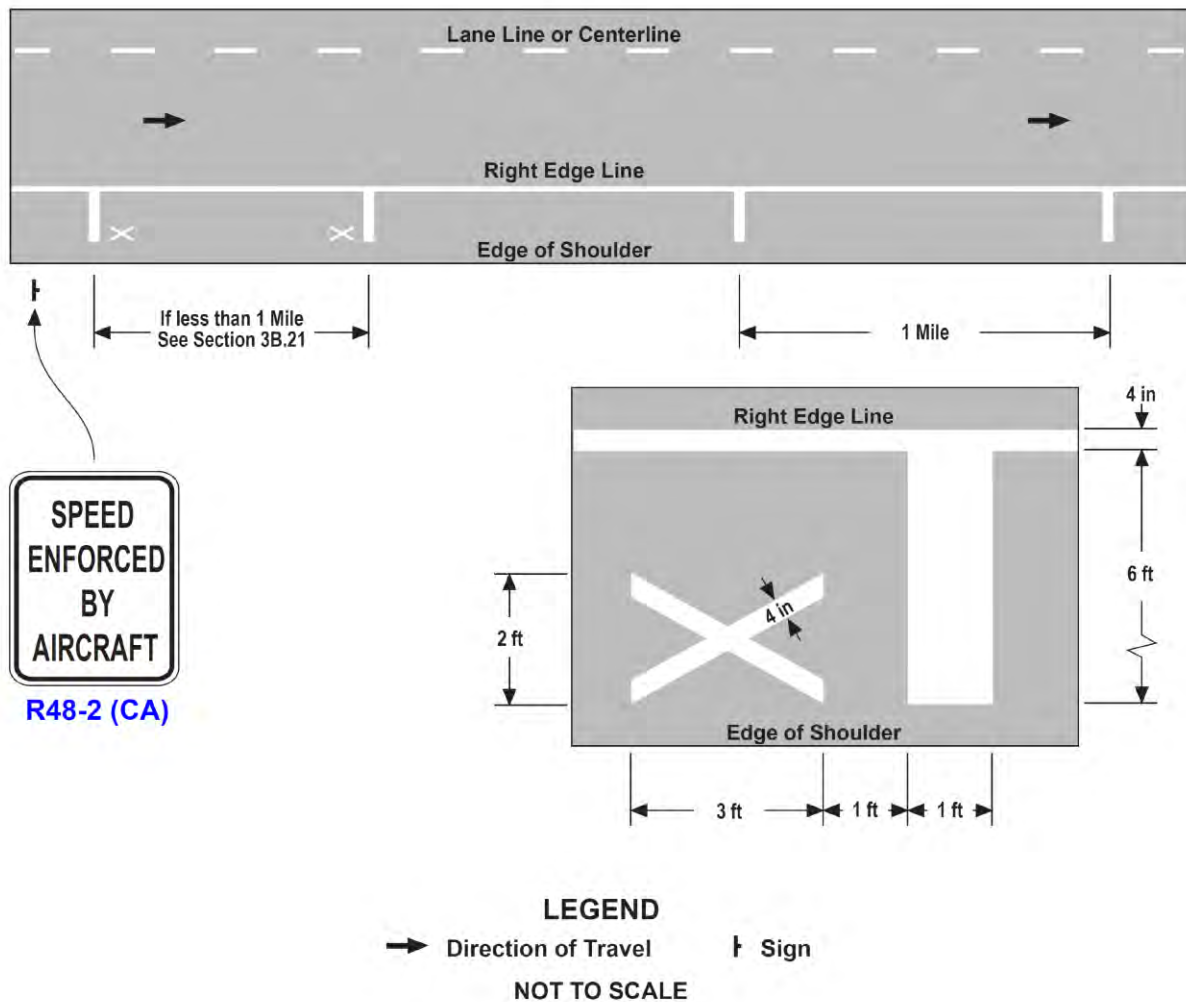 Lane Line or Centerline
Right Edge Line
Edge of Shoulder
If less than 1 Mile
See Section 3B.21
1 Mile
SPEED
ENFORCED
BY
AIRCRAFT
R48-2 (CA)
Right Edge Line
4 in
6 ft
2 ft
4 in
Edge of Shoulder
3 ft
1 ft
1 ft
LEGEND
Direction of Travel
Sign
NOT TO SCALE